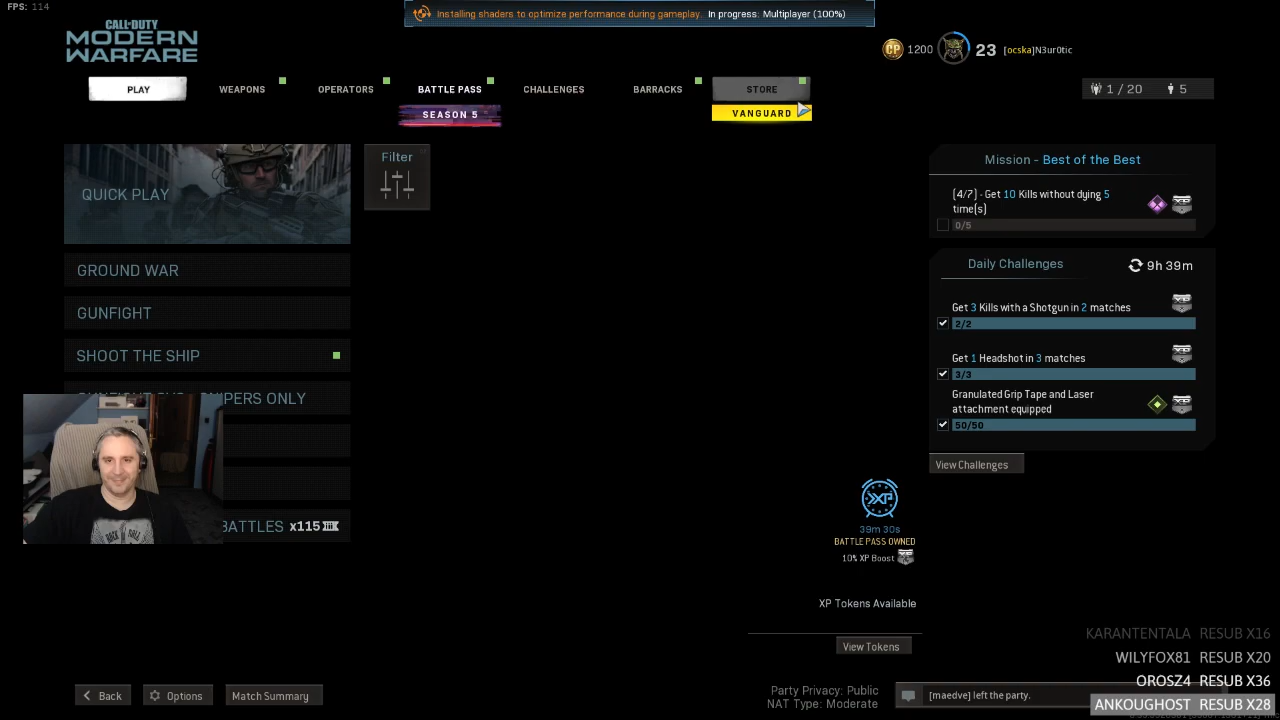 FPS: 114
Installing shaders to optimize performance during gameplay. In progress: Multiplayer (100%)
CALL OF DUTY
MODERN
WARFARE
CP 1200
23 [ocska]N3ur0tic
PLAY
WEAPONS
OPERATORS
BATTLE PASS
CHALLENGES
BARRACKS
STORE
1 / 20
5
SEASON 5
VANGUARD
QUICK PLAY
Filter
GROUND WAR
GUNFIGHT
SHOOT THE SHIP
SNIPERS ONLY
BATTLES x115
Mission - Best of the Best
(4/7) - Get 10 Kills without dying 5
time(s)
0/5
Daily Challenges
9h 39m
Get 3 Kills with a Shotgun in 2 matches
2/2
Get 1 Headshot in 3 matches
3/3
Granulated Grip Tape and Laser
attachment equipped
50/50
View Challenges
XP
39m 30s
BATTLE PASS OWNED
10% XP Boost
XP Tokens Available
View Tokens
KARANTENTALA RESUB X16
WILYFOX81 RESUB X20
OROSZ4 RESUB X36
ANKOUGHOST RESUB X28
Back
Options
Match Summary
Party Privacy: Public
NAT Type: Moderate
[maedve] left the party.